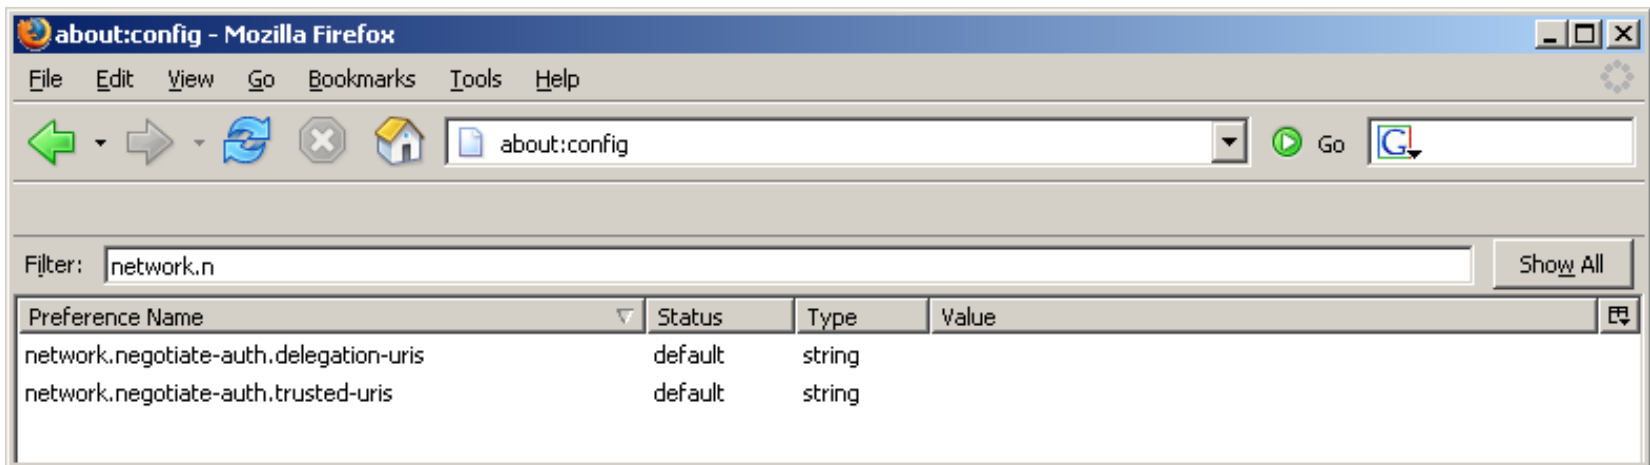 about:config - Mozilla Firefox
File Edit View Go Bookmarks Tools Help
about:config Go G
Filter: network.n Show All
Preference Name Status Type Value
network.negotiate-auth.delegation-uris default string
network.negotiate-auth.trusted-uris default string